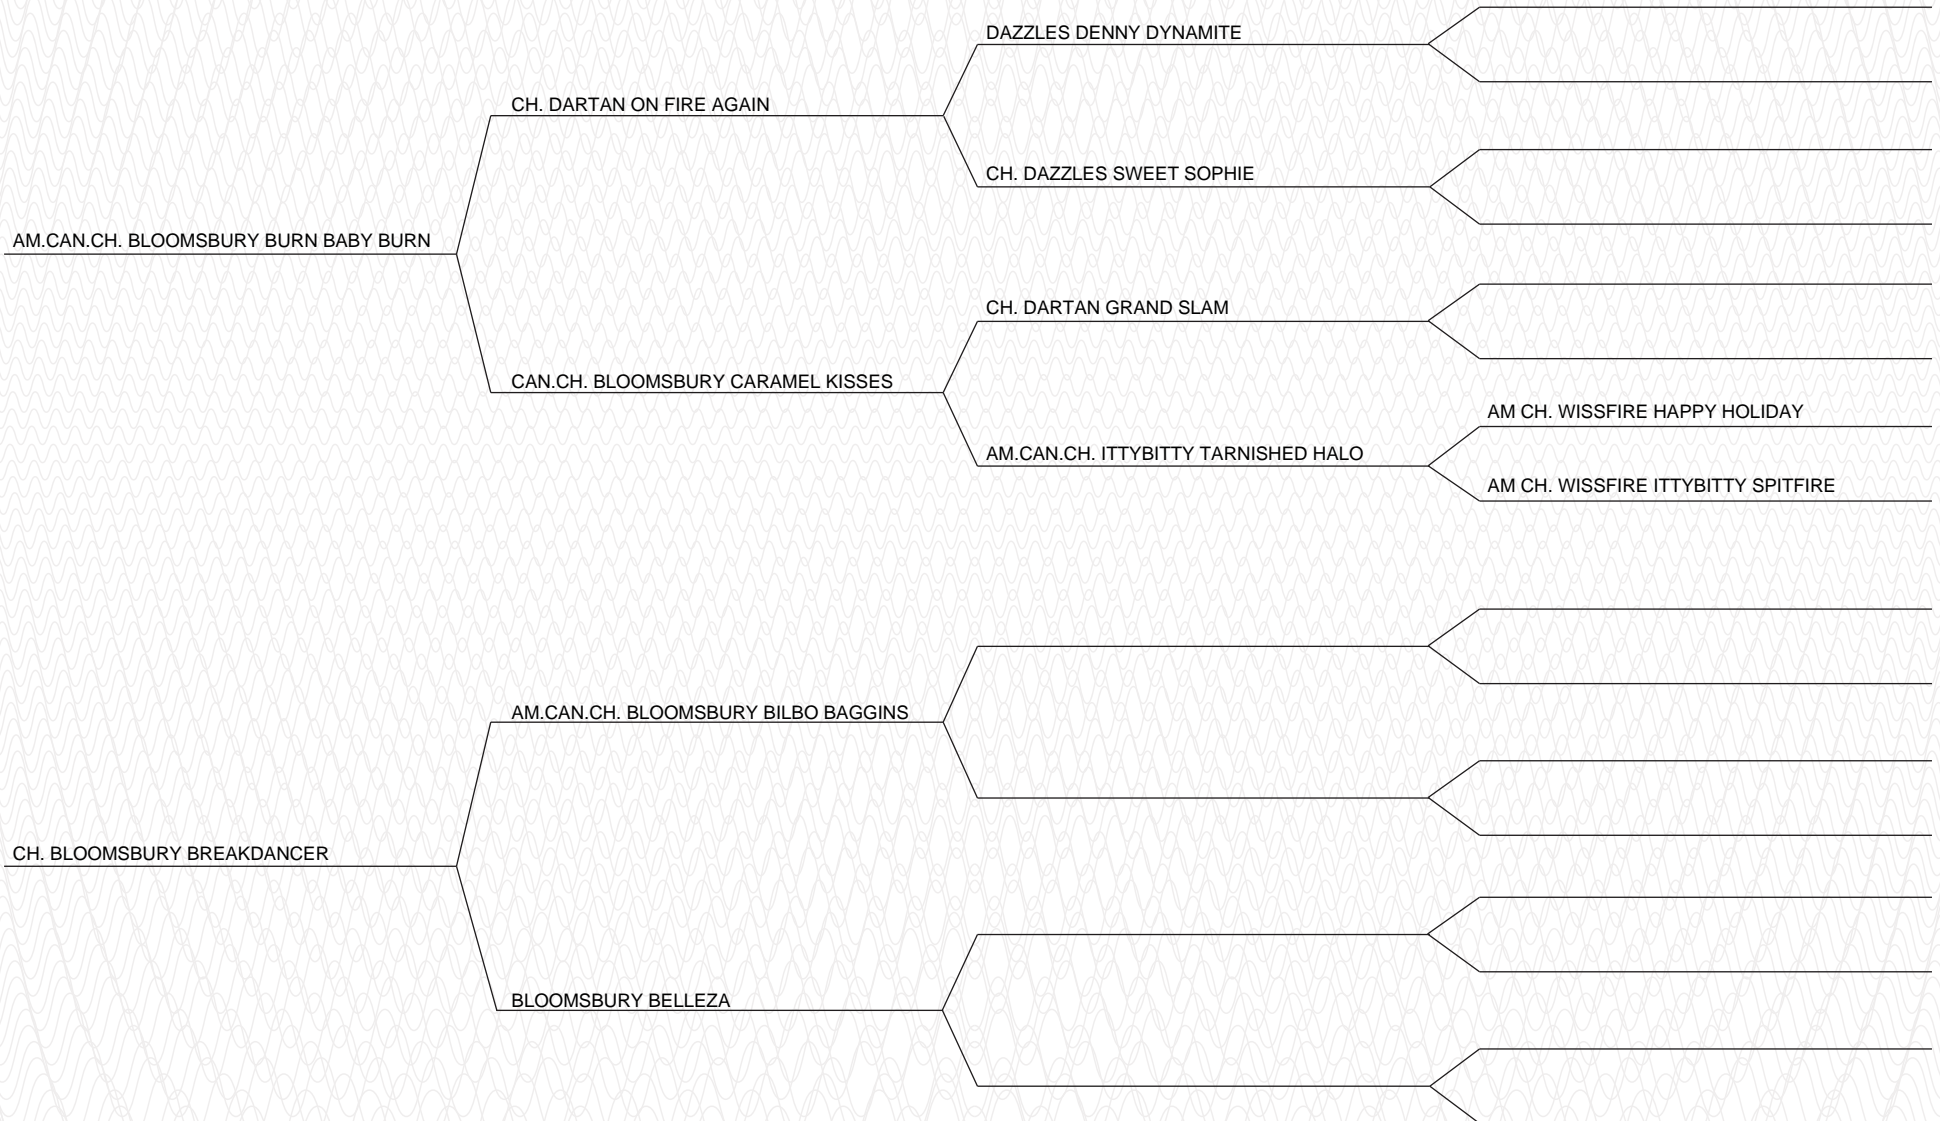 DAZZLES DENNY DYNAMITE
CH. DARTAN ON FIRE AGAIN
CH. DAZZLES SWEET SOPHIE
AM.CAN.CH. BLOOMSBURY BURN BABY BURN
CH. DARTAN GRAND SLAM
CAN.CH. BLOOMSBURY CARAMEL KISSES
AM CH. WISSFIRE HAPPY HOLIDAY
AM.CAN.CH. ITTYBITTY TARNISHED HALO
AM CH. WISSFIRE ITTYBITTY SPITFIRE
AM.CAN.CH. BLOOMSBURY BILBO BAGGINS
CH. BLOOMSBURY BREAKDANCER
BLOOMSBURY BELLEZA